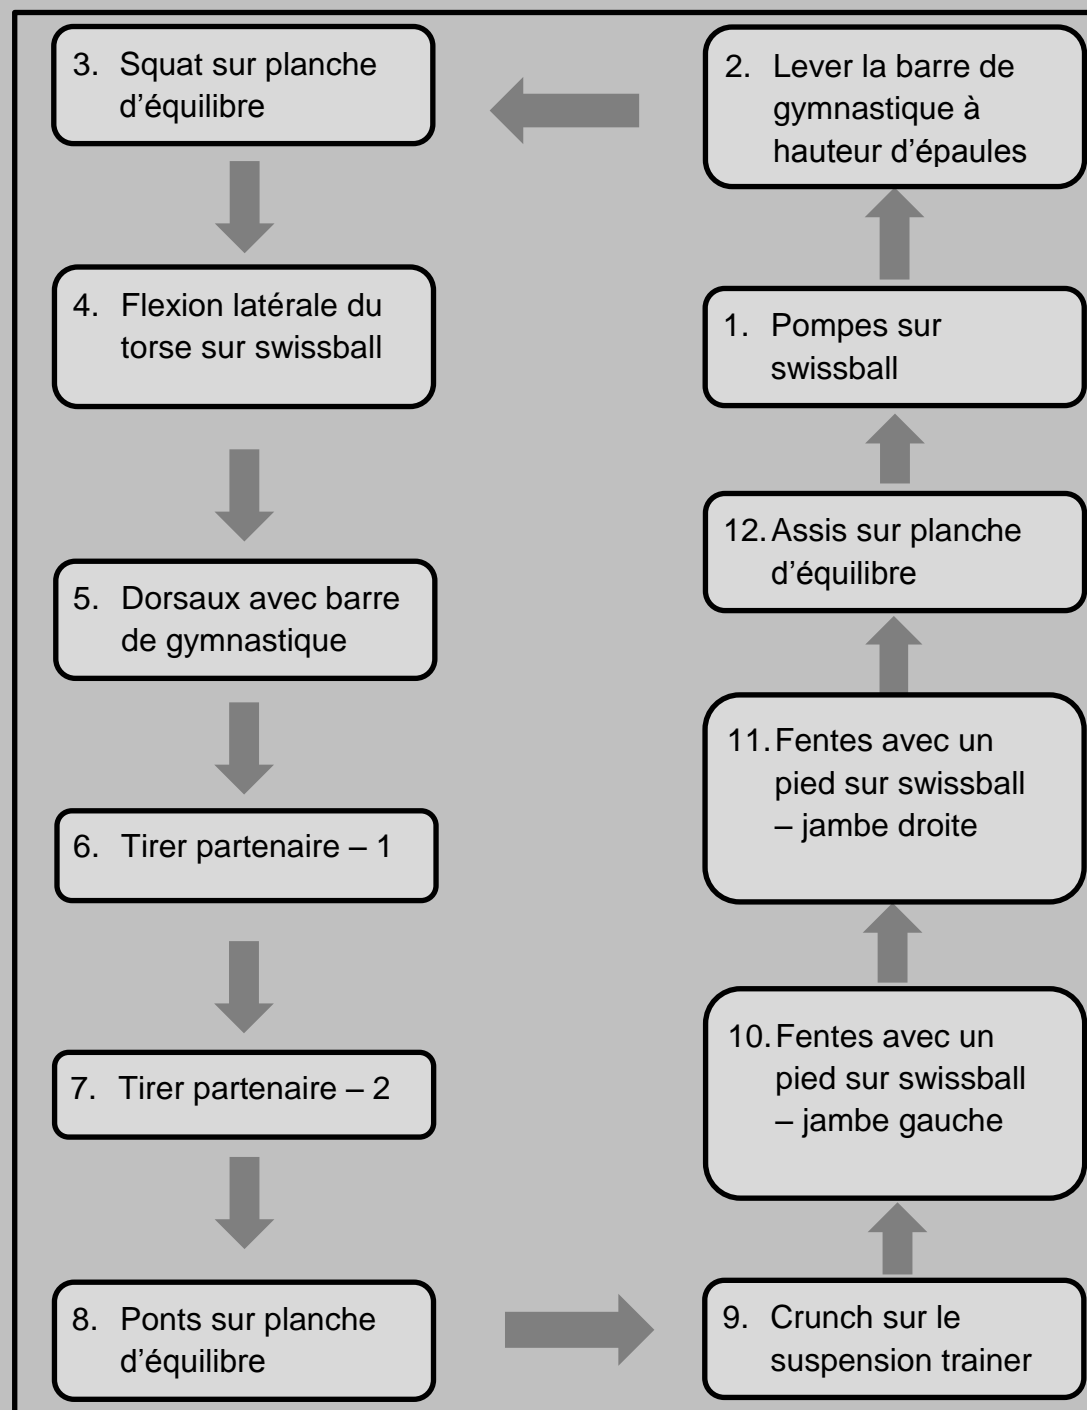 3. Squat sur planche
d’équilibre
2. Lever la barre de
gymnastique à
hauteur d’épaules
4. Flexion latérale du
torse sur swissball
1. Pompes sur
swissball
12. Assis sur planche
d’équilibre
5. Dorsaux avec barre
de gymnastique
11. Fentes avec un
pied sur swissball
– jambe droite
6. Tirer partenaire – 1
10. Fentes avec un
pied sur swissball
– jambe gauche
7. Tirer partenaire – 2
8. Ponts sur planche
d’équilibre
9. Crunch sur le
suspension trainer